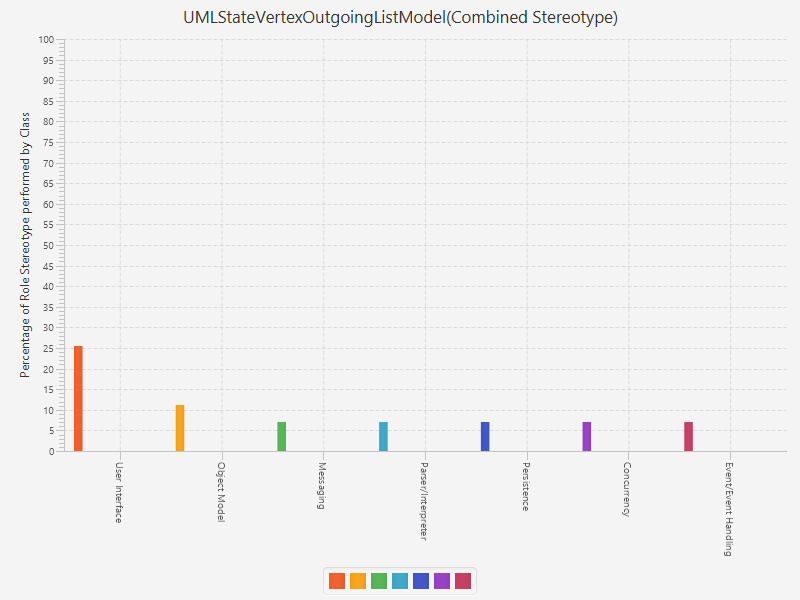 UMLStateVertexOutgoingListModel(Combined Stereotype)
Percentage of Role Stereotype performed by Class
100
95
90
85
80
75
70
65
60
55
50
45
40
35
30
25
20
15
10
5
0
User Interface
Object Model
Messaging
Parser/Interpreter
Persistence
Concurrency
Event/Event Handling